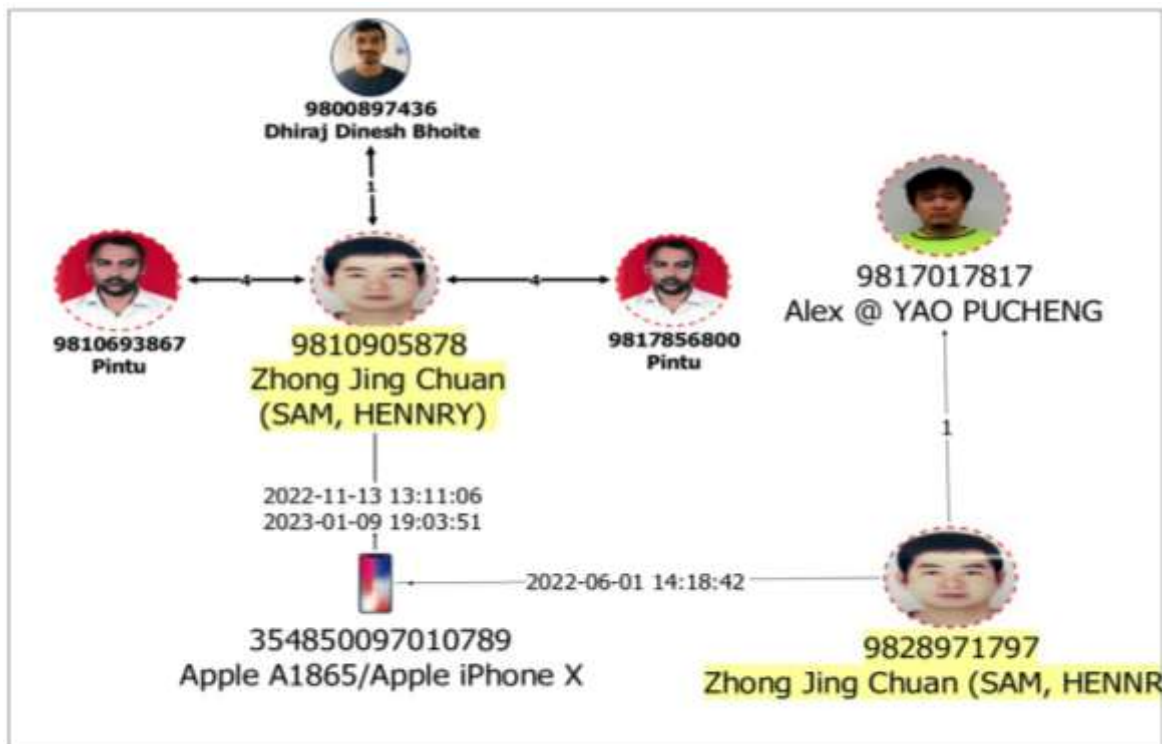 9800897436
Dhiraj Dinesh Bhoite
1
9817017817
Alex @ YAO PUCHENG
4
4
9810693867
Pintu
9810905878
Zhong Jing Chuan
(SAM, HENNRY)
9817856800
Pintu
1
2022-11-13 13:11:06
2023-01-09 19:03:51
2022-06-01 14:18:42
354850097010789
Apple A1865/Apple iPhone X
9828971797
Zhong Jing Chuan (SAM, HENNR